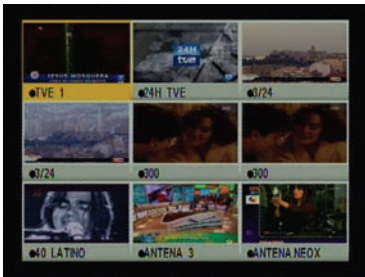 JESUS MOSQUERA
●TVE 1
24H
tve
●24H TVE
●3/24
●3/24
●300
●300
●40 LATINO
●ANTENA 3
●ANTENA.NEOX